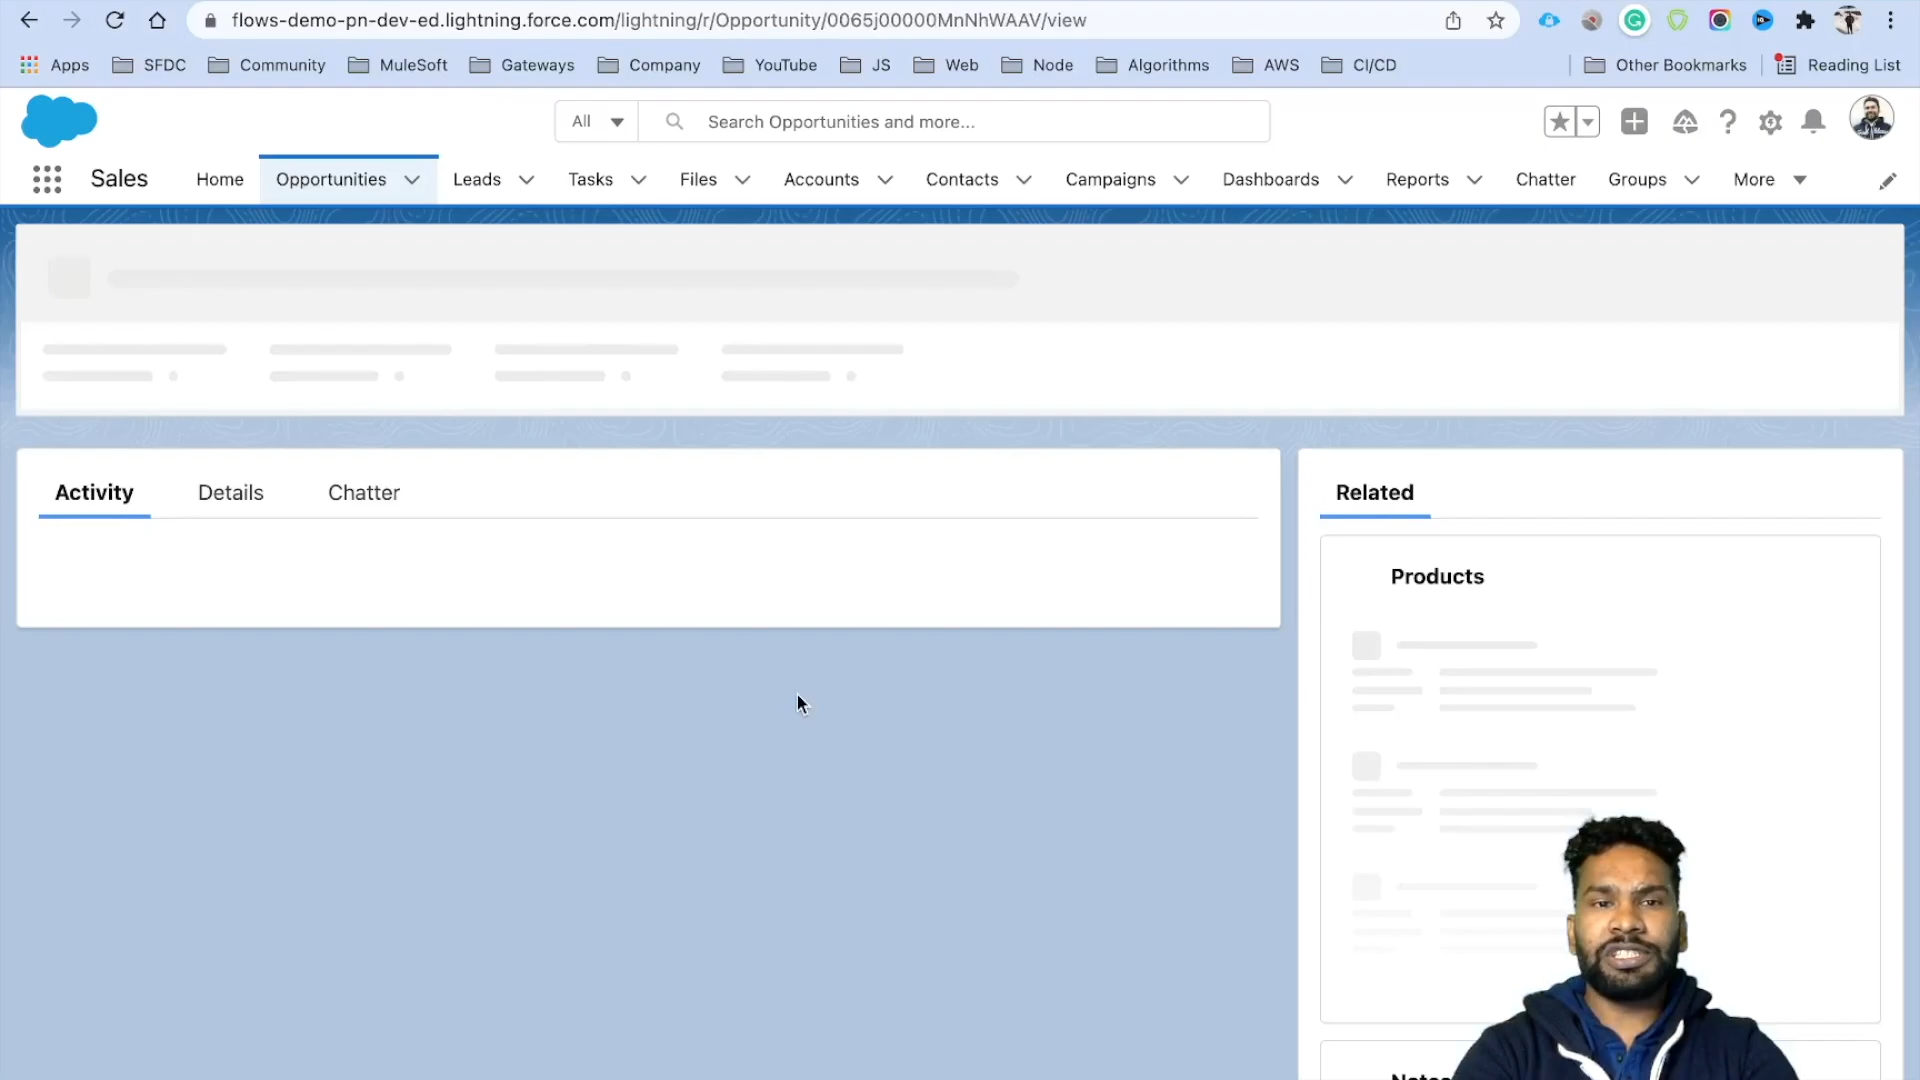 flows-demo-pn-dev-ed.lightning.force.com/lightning/r/Opportunity/0065j00000MnNhWAAV/view
Apps SFDC Community MuleSoft Gateways Company YouTube JS Web Node Algorithms AWS CI/CD Other Bookmarks Reading List
All Search Opportunities and more...
Sales Home Opportunities Leads Tasks Files Accounts Contacts Campaigns Dashboards Reports Chatter Groups More
Activity Details Chatter
Related
Products